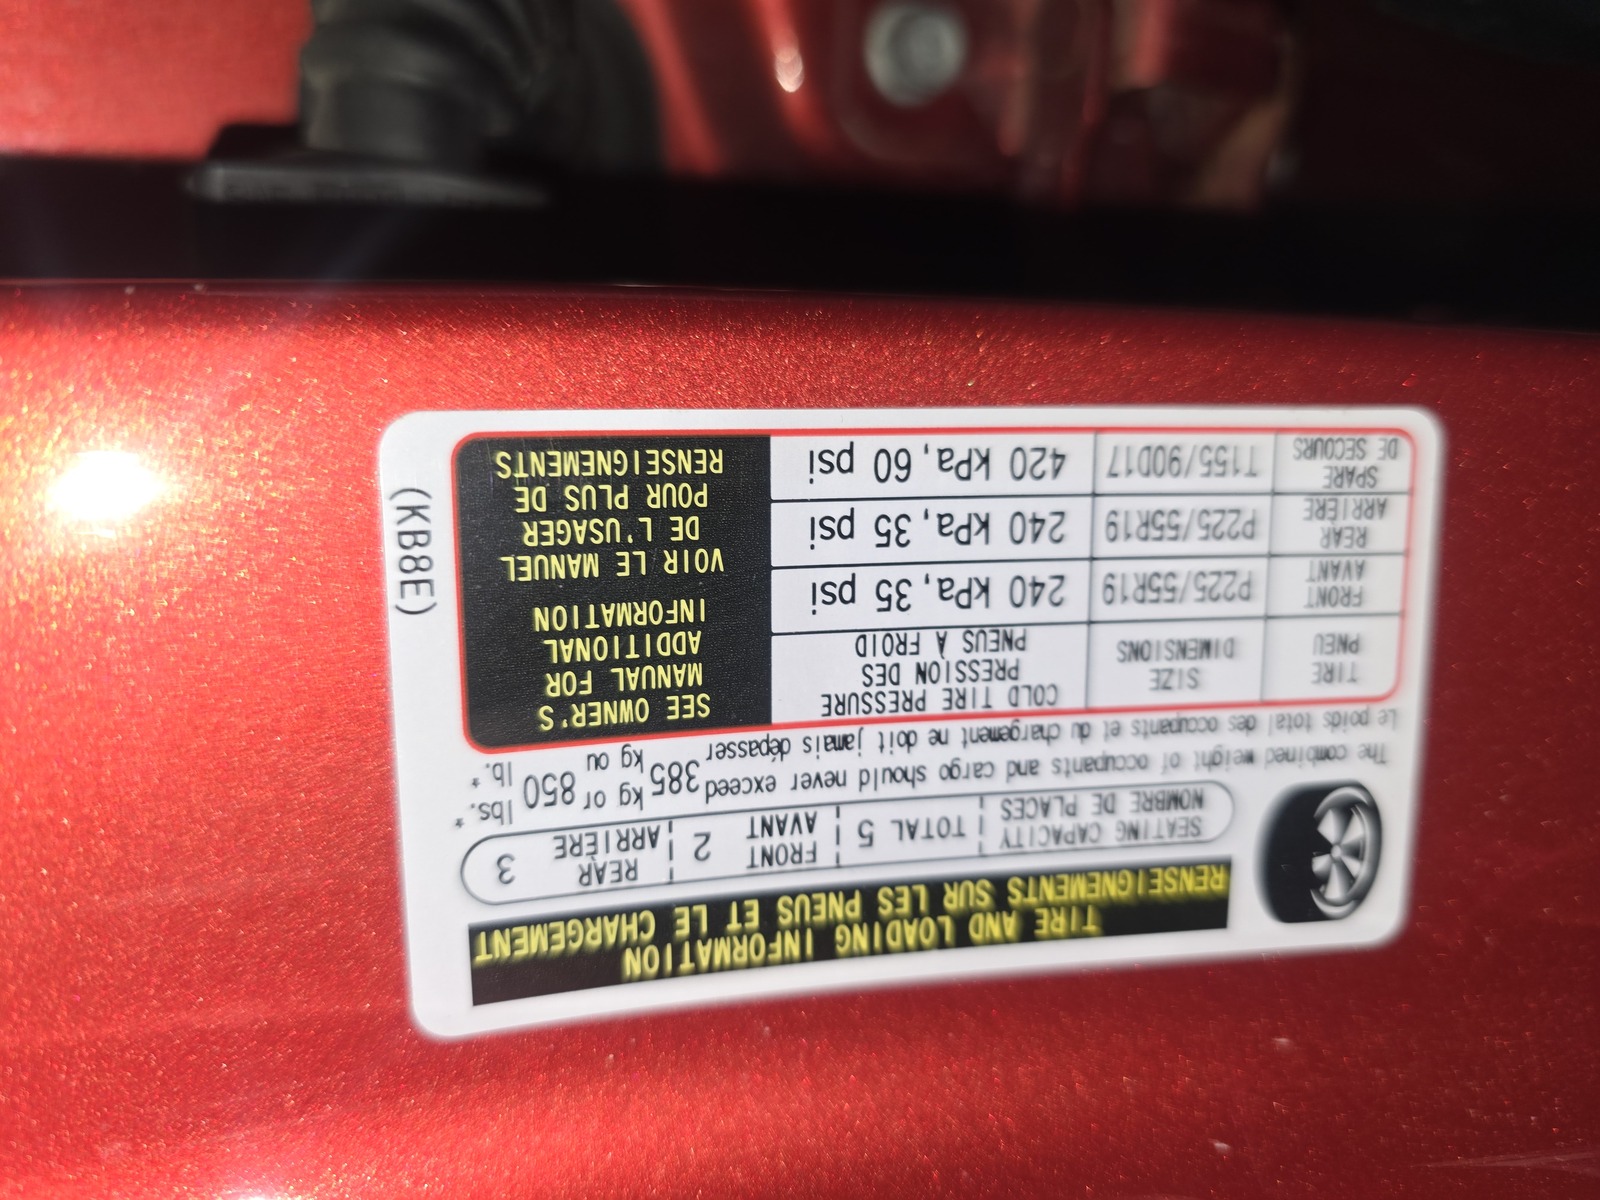 TIRE AND LOADING INFORMATION
RENSEIGNEMENTS SUR LES PNEUS ET LE CHARGEMENT
SEATING CAPACITY
NOMBRE DE PLACES
TOTAL 5
FRONT
AVANT
2
REAR
ARRIÈRE
3
The combined weight of occupants and cargo should never exceed
Le poids total des occupants et du chargement ne doit jamais dépasser
385 kg or 850 lbs.*
kg ou lb.*
TIRE
PNEU
SIZE
DIMENSIONS
COLD TIRE PRESSURE
PRESSION DES
PNEUS À FROID
FRONT
AVANT
P225/55R19
240 kPa, 35 psi
REAR
ARRIÈRE
P225/55R19
240 kPa, 35 psi
SPARE
DE SECOURS
T155/90D17
420 kPa, 60 psi
SEE OWNER'S
MANUAL FOR
ADDITIONAL
INFORMATION
VOIR LE MANUEL
DE L'USAGER
POUR PLUS DE
RENSEIGNEMENTS
(KB8E)